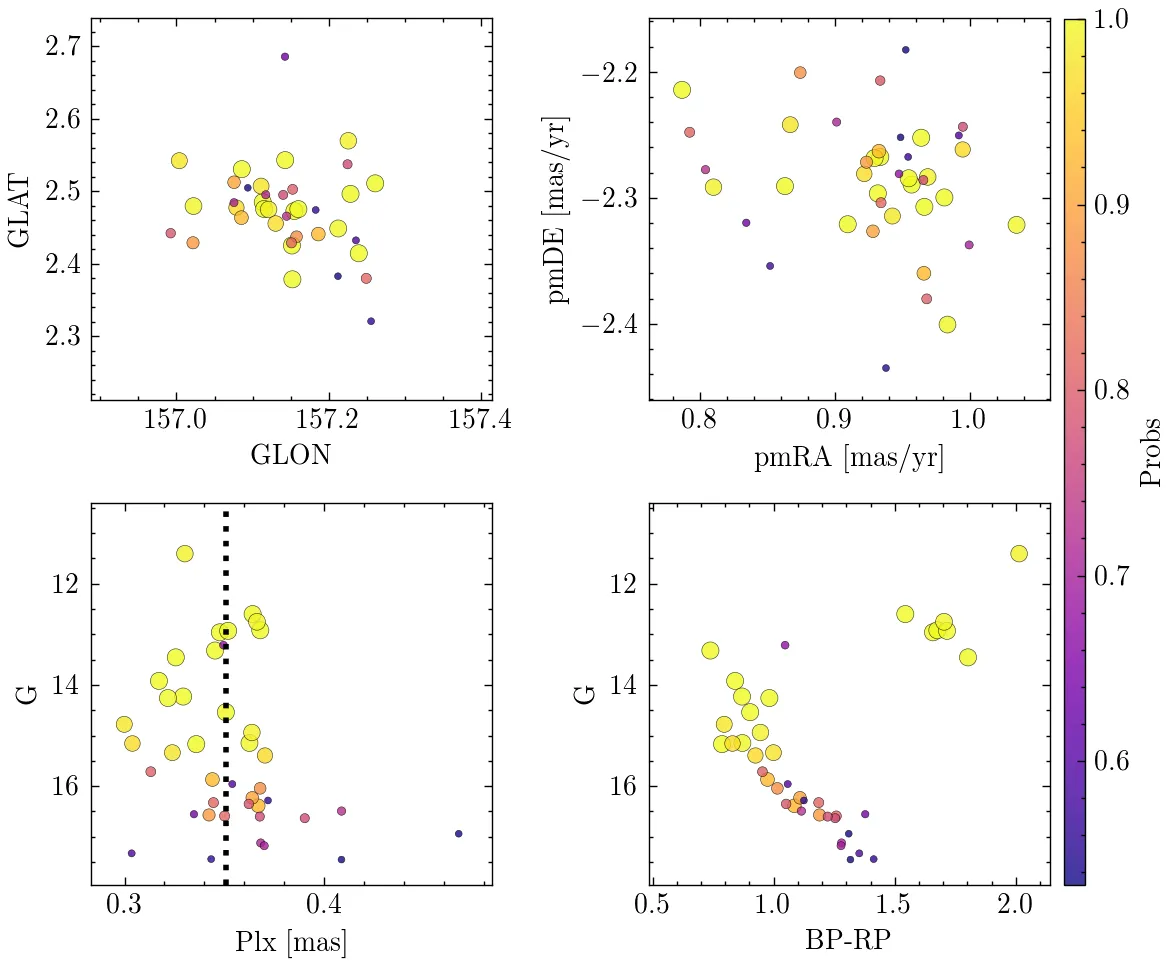 2.7
2.6
2.5
2.4
2.3
GLAT
157.0 157.2 157.4
GLON
−2.2
−2.3
−2.4
pmDE [mas/yr]
0.8 0.9 1.0
pmRA [mas/yr]
12
14
16
G
0.3 0.4
Plx [mas]
12
14
16
G
0.5 1.0 1.5 2.0
BP-RP
1.0
0.9
0.8
0.7
0.6
Probs